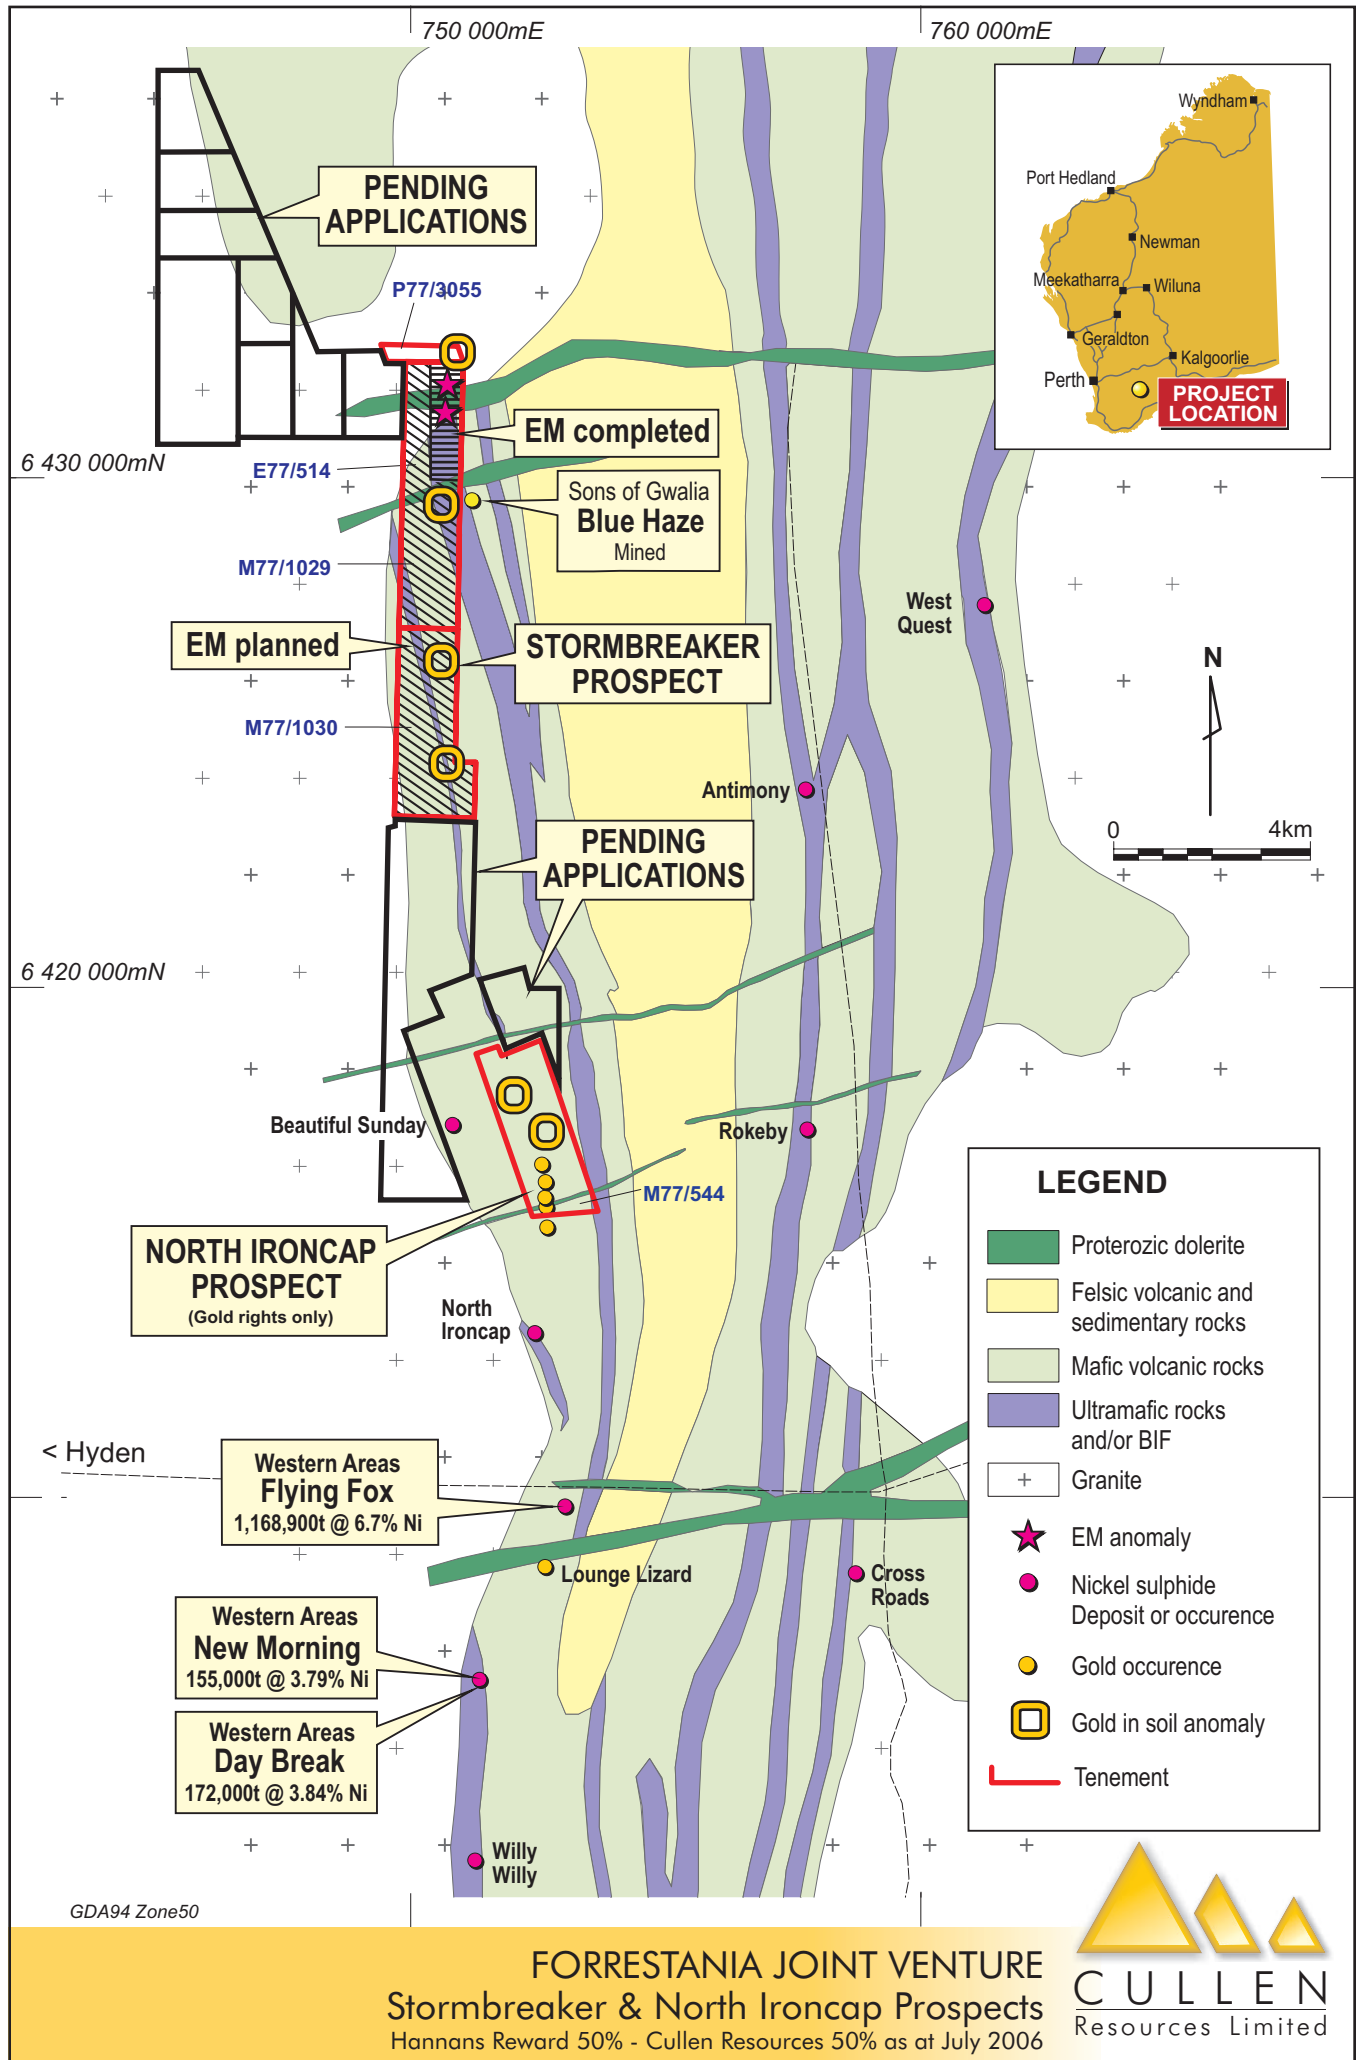 750 000mE
760 000mE
Wyndham
Port Hedland
Newman
Meekatharra
Wiluna
Geraldton
Kalgoorlie
Perth
PROJECT
LOCATION
PENDING
APPLICATIONS
P77/3055
EM completed
6 430 000mN
E77/514
Sons of Gwalia
Blue Haze
Mined
M77/1029
West
Quest
EM planned
STORMBREAKER
PROSPECT
N
M77/1030
Antimony
0
4km
PENDING
APPLICATIONS
6 420 000mN
Beautiful Sunday
Rokeby
M77/544
NORTH IRONCAP
PROSPECT
(Gold rights only)
North
Ironcap
< Hyden
Western Areas
Flying Fox
1,168,900t @ 6.7% Ni
Lounge Lizard
Cross
Roads
Western Areas
New Morning
155,000t @ 3.79% Ni
Western Areas
Day Break
172,000t @ 3.84% Ni
Willy
Willy
LEGEND
Proterozic dolerite
Felsic volcanic and
sedimentary rocks
Mafic volcanic rocks
Ultramafic rocks
and/or BIF
Granite
EM anomaly
Nickel sulphide
Deposit or occurence
Gold occurence
Gold in soil anomaly
Tenement
GDA94 Zone50
FORRESTANIA JOINT VENTURE
Stormbreaker & North Ironcap Prospects
Hannans Reward 50% - Cullen Resources 50% as at July 2006
CULLEN
Resources Limited